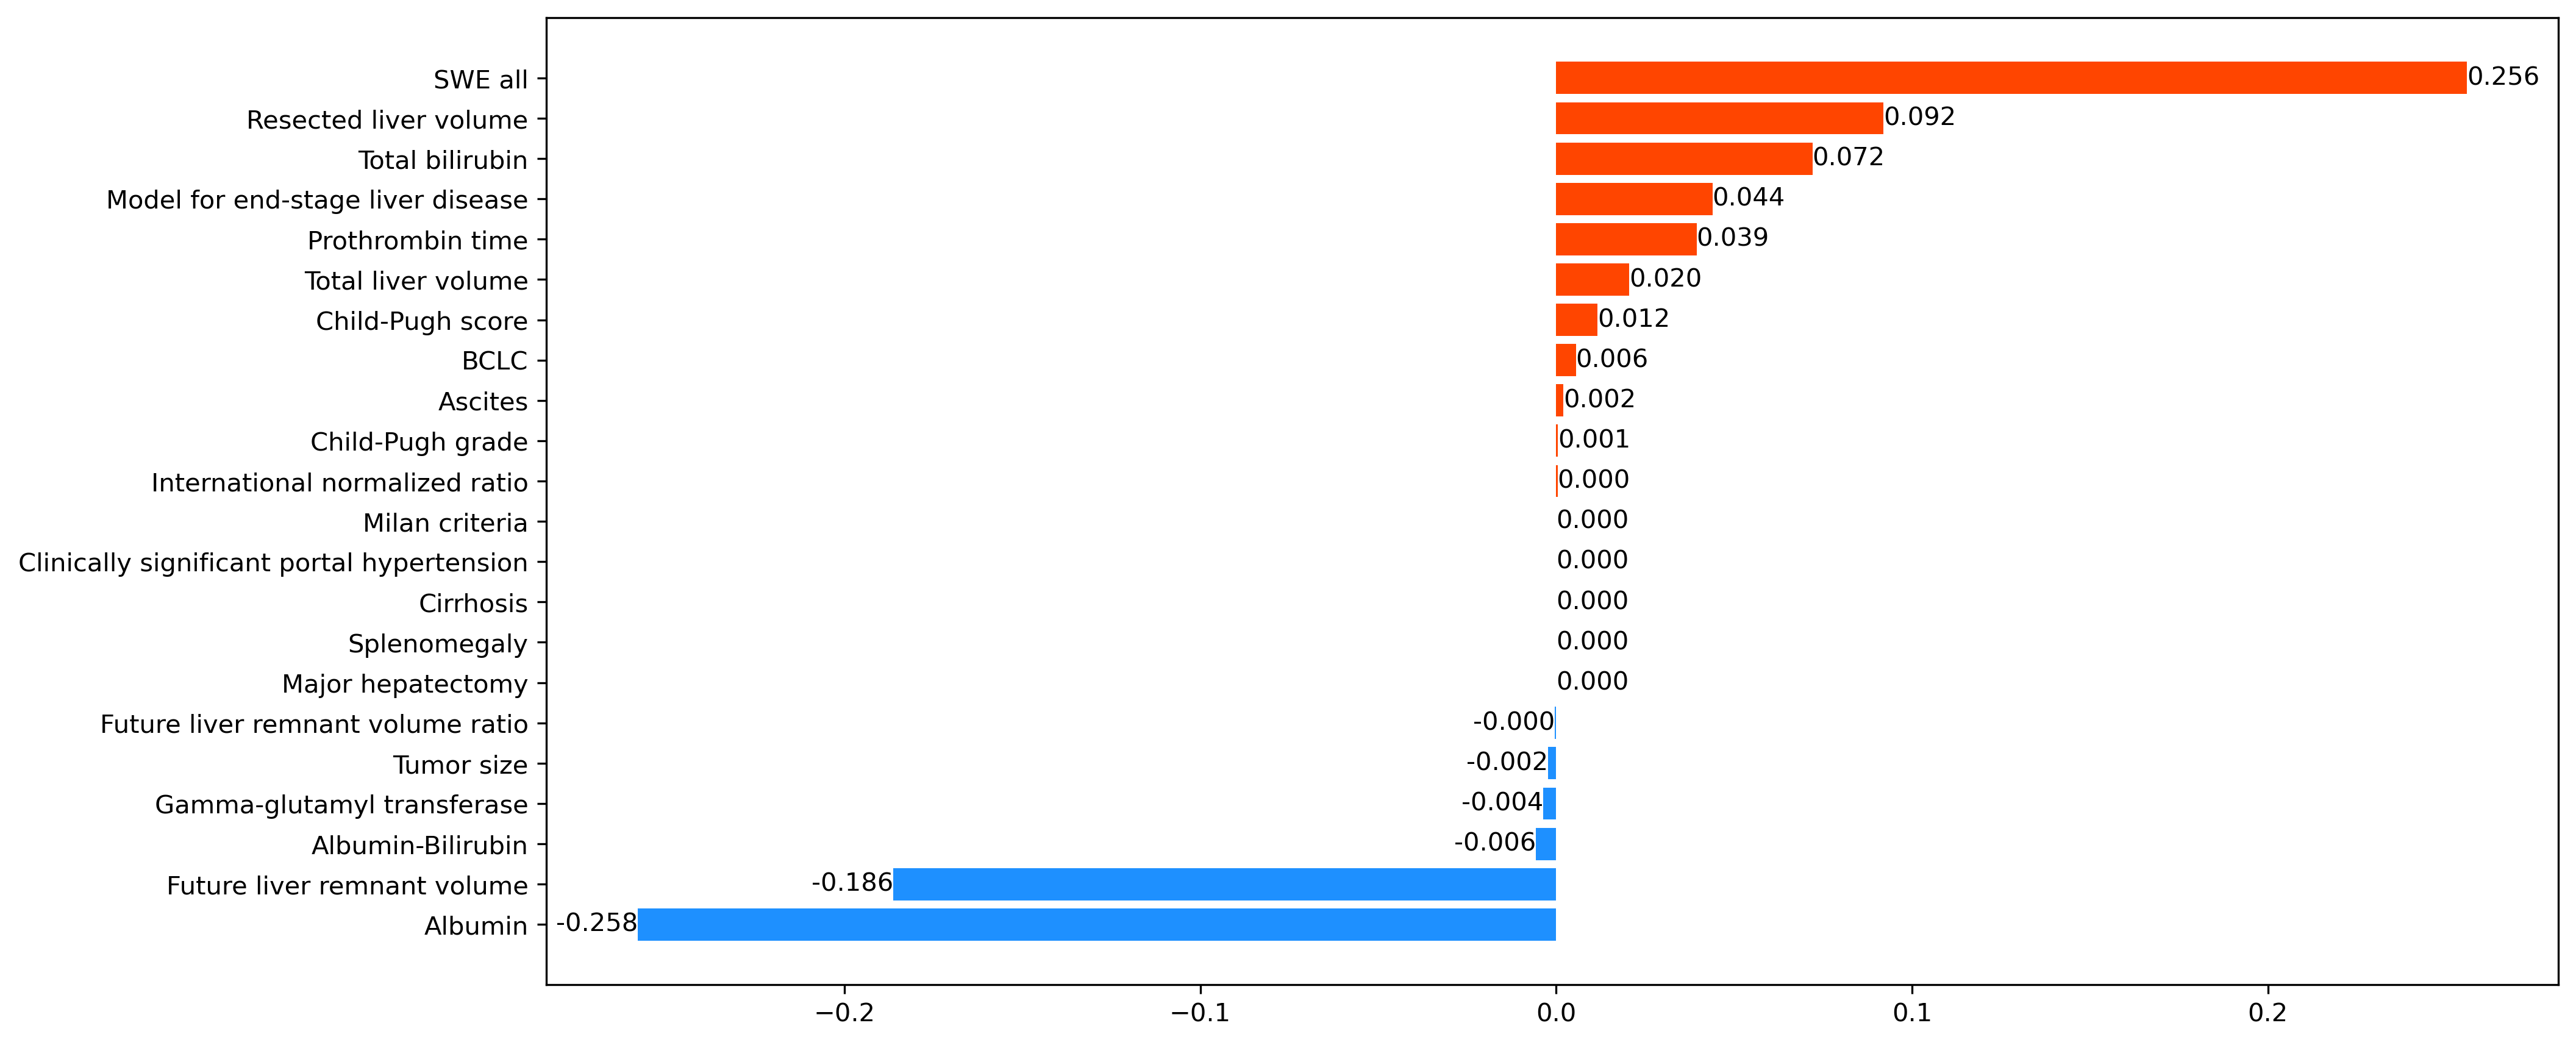 SWE all 0.256
Resected liver volume 0.092
Total bilirubin 0.072
Model for end-stage liver disease 0.044
Prothrombin time 0.039
Total liver volume 0.020
Child-Pugh score 0.012
BCLC 0.006
Ascites 0.002
Child-Pugh grade 0.001
International normalized ratio 0.000
Milan criteria 0.000
Clinically significant portal hypertension 0.000
Cirrhosis 0.000
Splenomegaly 0.000
Major hepatectomy 0.000
Future liver remnant volume ratio -0.000
Tumor size -0.002
Gamma-glutamyl transferase -0.004
Albumin-Bilirubin -0.006
Future liver remnant volume -0.186
Albumin -0.258
−0.2 −0.1 0.0 0.1 0.2